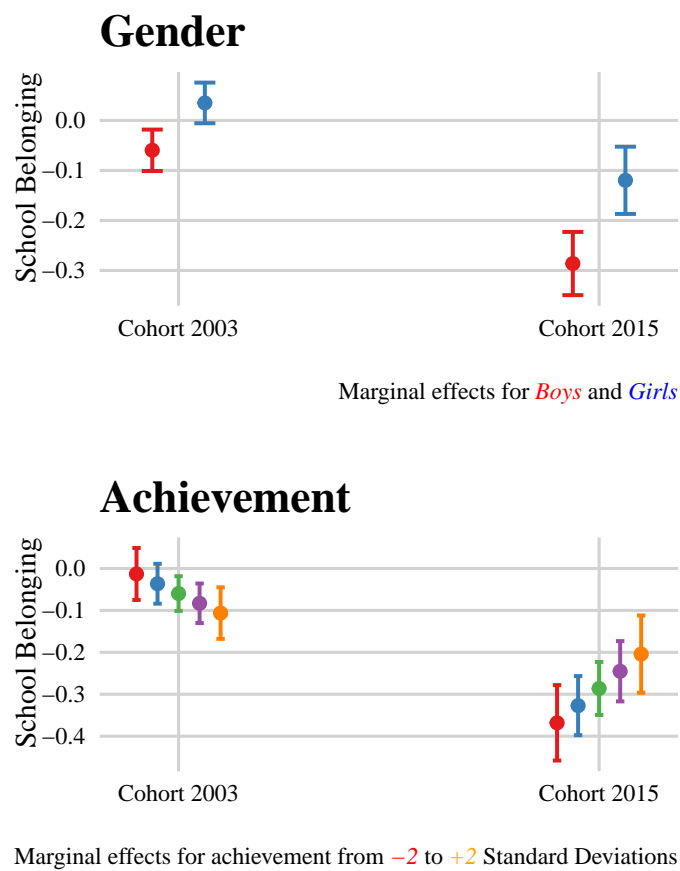 Gender
School Belonging
0.0
−0.1
−0.2
−0.3
Cohort 2003
Cohort 2015
Marginal effects for Boys and Girls
Achievement
School Belonging
0.0
−0.1
−0.2
−0.3
−0.4
Cohort 2003
Cohort 2015
Marginal effects for achievement from −2 to +2 Standard Deviations